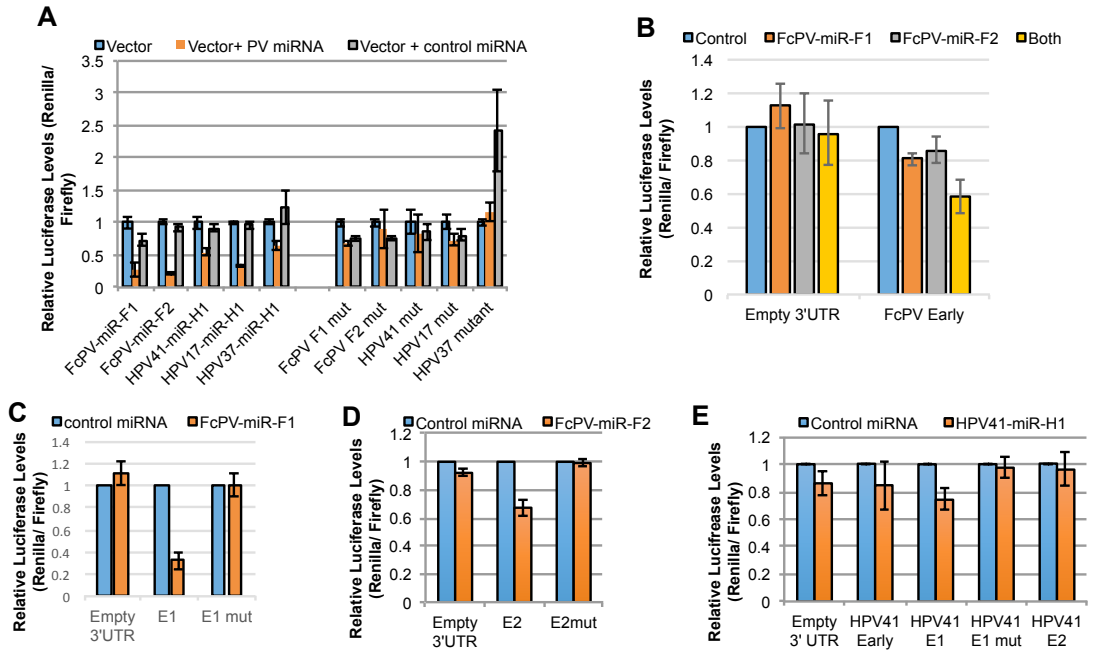 A
Vector Vector+ PV miRNA Vector + control miRNA
Relative Luciferase Levels (Renilla/
Firefly)
3.5
3
2.5
2
1.5
1
0.5
0
FcPV-miR-F1
FcPV-miR-F2
HPV41-miR-H1
HPV17-miR-H1
HPV37-miR-H1
FcPV F1 mut
FcPV F2 mut
HPV41 mut
HPV17 mut
HPV37 mutant
B
Control FcPV-miR-F1 FcPV-miR-F2 Both
Relative Luciferase Levels
(Renilla/ Firefly)
1.4
1.2
1
0.8
0.6
0.4
0.2
0
Empty 3'UTR FcPV Early
C
control miRNA FcPV-miR-F1
Relative Luciferase Levels
(Renilla/ Firefly)
1.4
1.2
1
0.8
0.6
0.4
0.2
0
Empty
3'UTR
E1
E1 mut
D
Control miRNA FcPV-miR-F2
Relative Luciferase Levels
(Renilla/ Firefly)
1.2
1
0.8
0.6
0.4
0.2
0
Empty
3'UTR
E2
E2mut
E
Control miRNA HPV41-miR-H1
Relative Lucifrease Levels
(Renilla/ Firefly)
1.2
1
0.8
0.6
0.4
0.2
0
Empty
3' UTR
HPV41
Early
HPV41
E1
HPV41
E1 mut
HPV41
E2